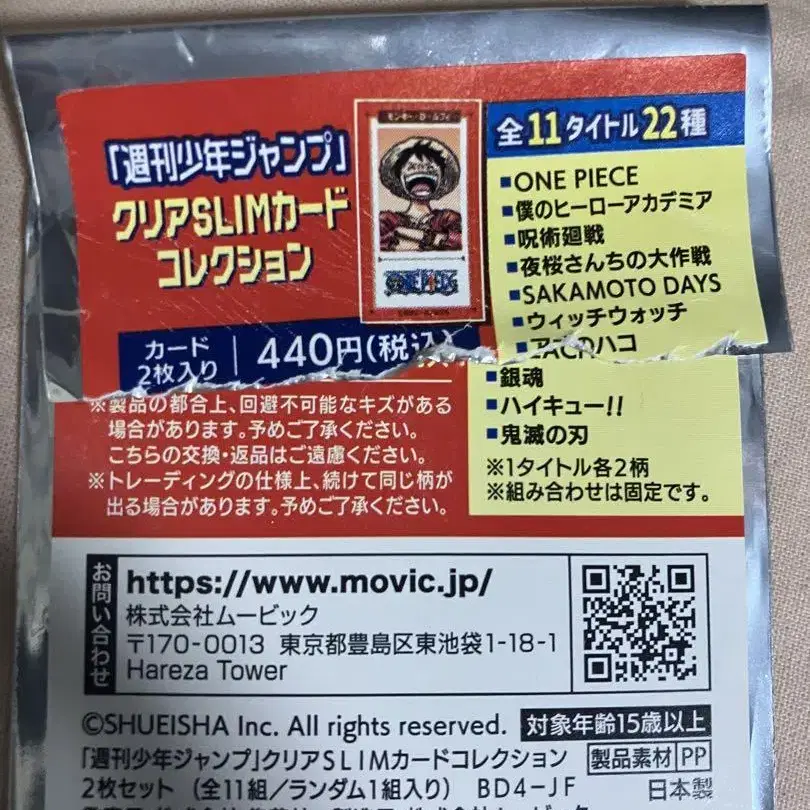 「週刊少年ジャンプ」
クリアSLIMカード
コレクション
モンキー・D・ルフィ
ONE PIECE
カード
2枚入り
440円(税込)
全11タイトル22種
■ONE PIECE
■僕のヒーローアカデミア
■呪術廻戦
■夜桜さんちの大作戦
■SAKAMOTO DAYS
■ウィッチウォッチ
■アオのハコ
■銀魂
■ハイキュー!!
■鬼滅の刃
※1タイトル各2柄
※組み合わせは固定です。
※製品の都合上、回避不可能なキズがある
場合があります。予めご了承ください。
こちらの交換・返品はご遠慮ください。
※トレーディングの仕様上、続けて同じ柄が
出る場合があります。予めご了承ください。
お問い合わせ
https://www.movic.jp/
株式会社ムービック
〒170-0013 東京都豊島区東池袋1-18-1
Hareza Tower
©SHUEISHA Inc. All rights reserved.
対象年齢15歳以上
「週刊少年ジャンプ」クリアSLIMカードコレクション
製品素材 PP
2枚セット (全11組/ランダム1組入り) BD4-JF
日本製